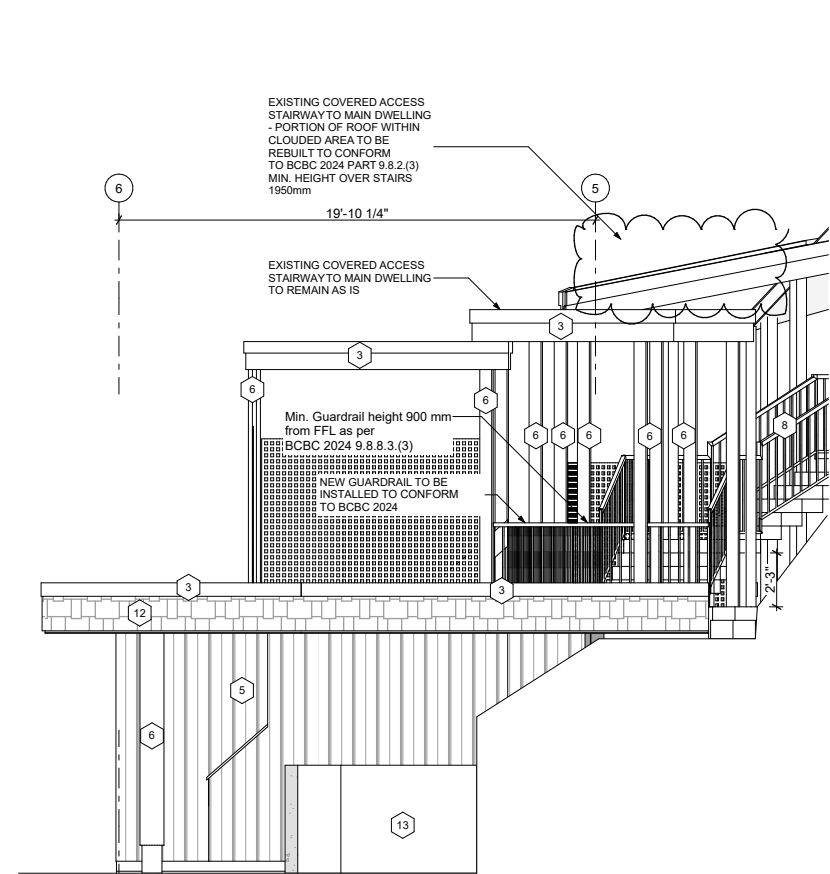 EXISTING COVERED ACCESS
STAIRWAY TO MAIN DWELLING
- PORTION OF ROOF WITHIN
CLOUDED AREA TO BE
REBUILT TO CONFORM
TO BCBC 2024 PART 9.8.2.(3)
MIN. HEIGHT OVER STAIRS
1950mm
6
5
19'-10 1/4"
EXISTING COVERED ACCESS
STAIRWAY TO MAIN DWELLING
TO REMAIN AS IS
3
3
6
6
Min. Guardrail height 900 mm
from FFL as per
BCBC 2024 9.8.8.3.(3)
8
6
6
6
6
6
NEW GUARDRAIL TO BE
INSTALLED TO CONFORM
TO BCBC 2024
2'-3"
3
3
12
5
6
13